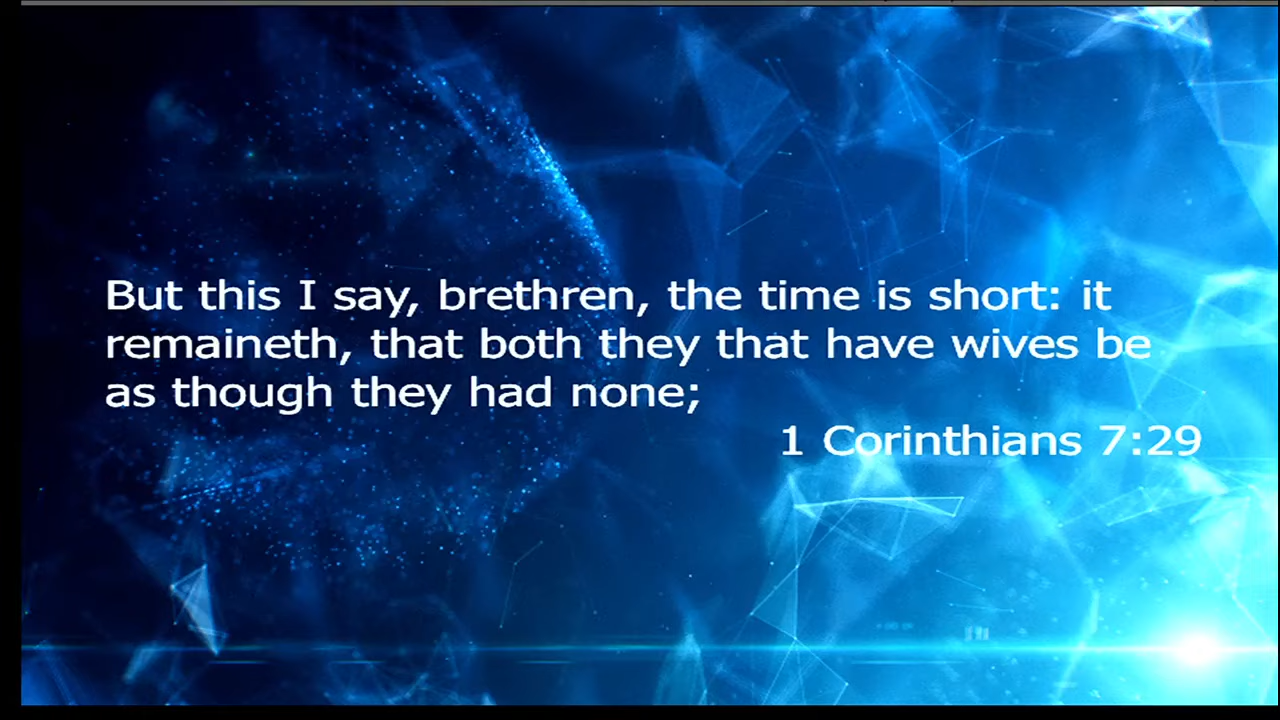 But this I say, brethren, the time is short: it
remaineth, that both they that have wives be
as though they had none;
1 Corinthians 7:29